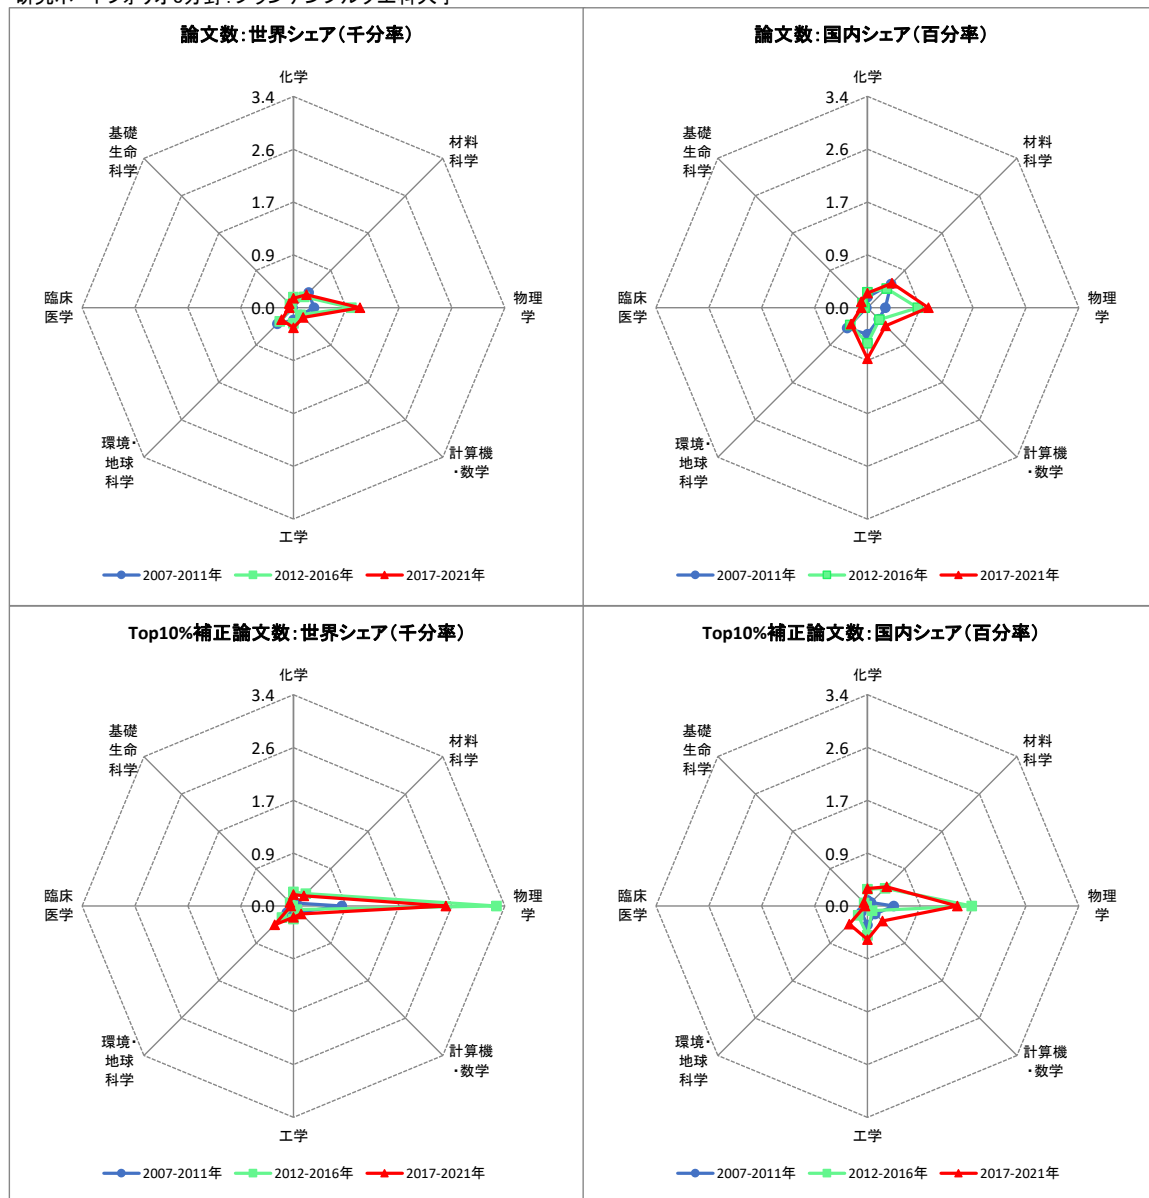 論文数:世界シェア(千分率)
化学
3.4
2.6
1.7
0.9
0.0
材料
科学
物理
学
計算機
・数学
工学
環境・
地球
科学
臨床
医学
基礎
生命
科学
2007-2011年
2012-2016年
2017-2021年
論文数:国内シェア(百分率)
化学
3.4
2.6
1.7
0.9
0.0
材料
科学
物理
学
計算機
・数学
工学
環境・
地球
科学
臨床
医学
基礎
生命
科学
2007-2011年
2012-2016年
2017-2021年
Top10%補正論文数:世界シェア(千分率)
化学
3.4
2.6
1.7
0.9
0.0
材料
科学
物理
学
計算機
・数学
工学
環境・
地球
科学
臨床
医学
基礎
生命
科学
2007-2011年
2012-2016年
2017-2021年
Top10%補正論文数:国内シェア(百分率)
化学
3.4
2.6
1.7
0.9
0.0
材料
科学
物理
学
計算機
・数学
工学
環境・
地球
科学
臨床
医学
基礎
生命
科学
2007-2011年
2012-2016年
2017-2021年